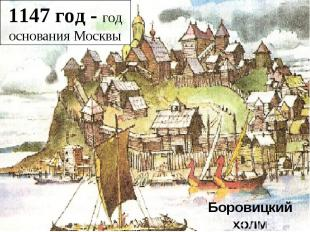 1147 год - год
основания Москвы
Боровицкий
холм